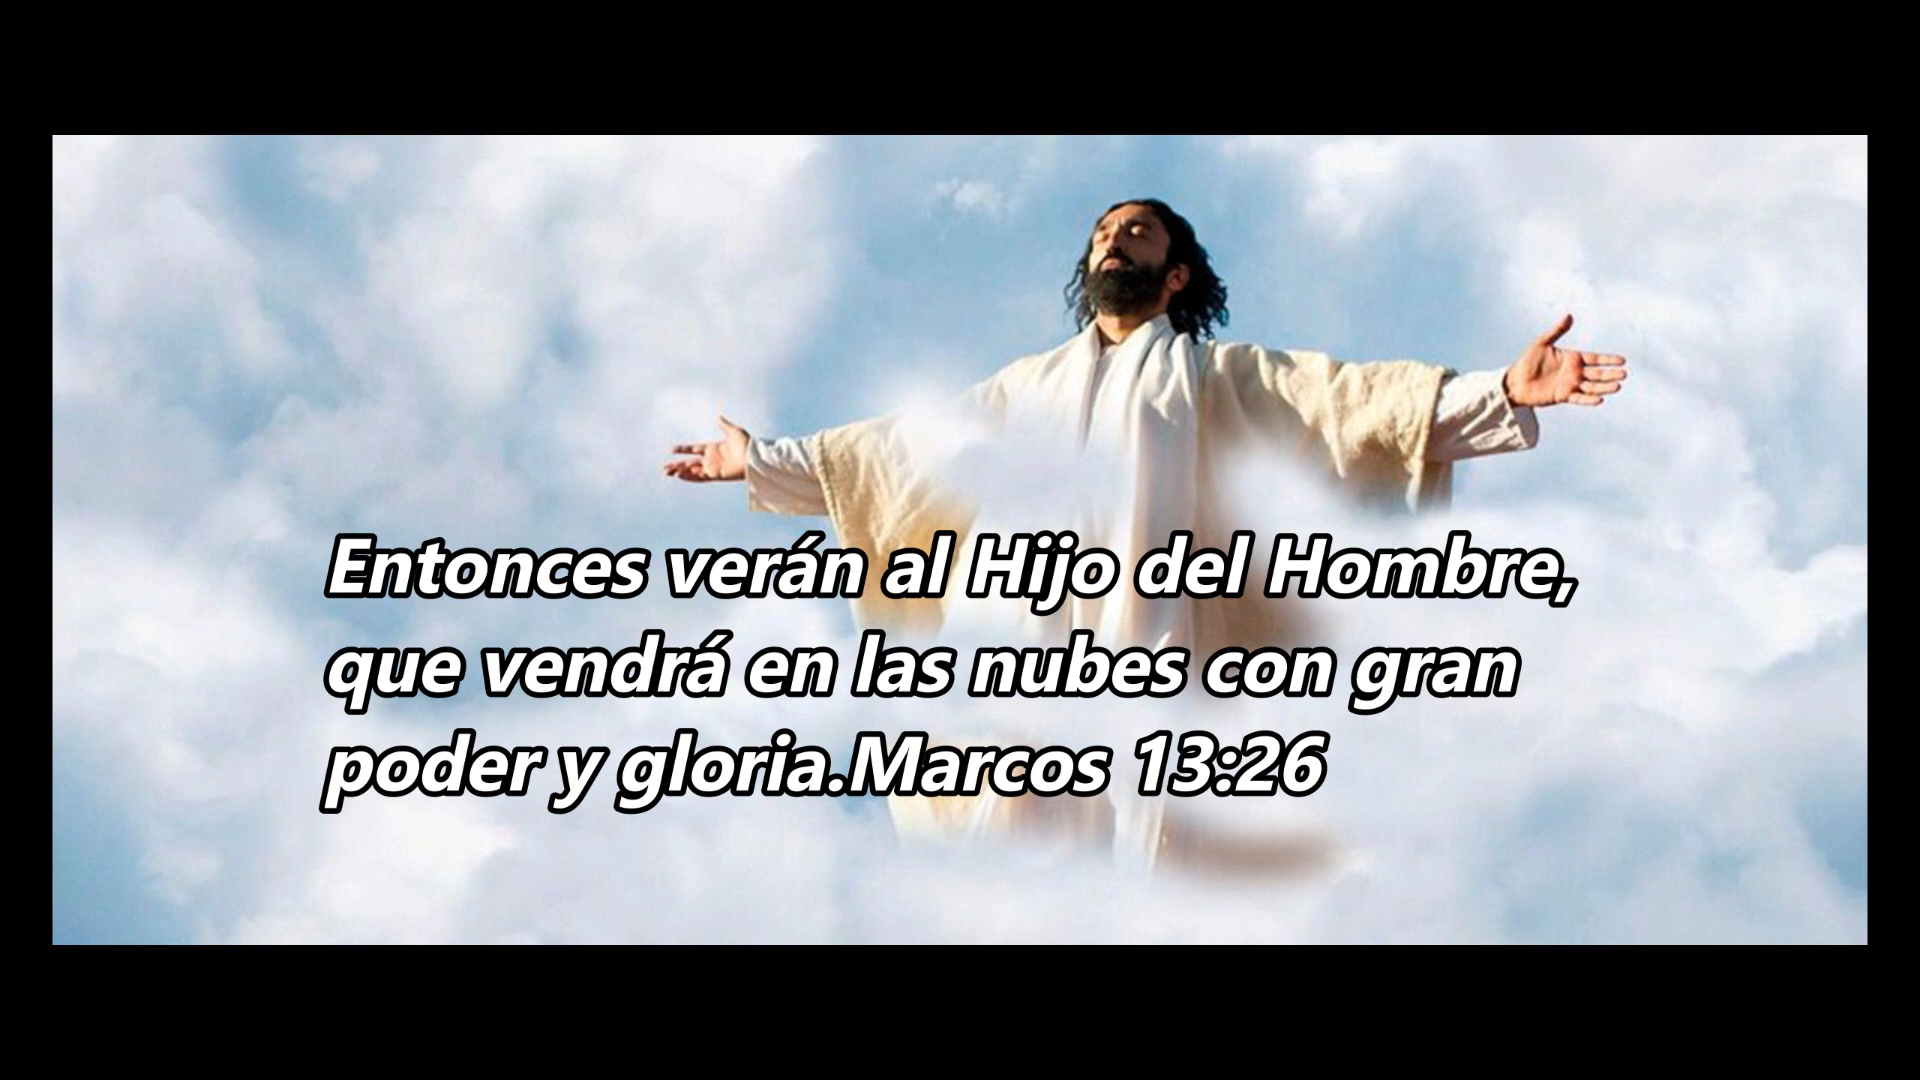 Entonces verán al Hijo del Hombre,
que vendrá en las nubes con gran
poder y gloria.Marcos 13:26